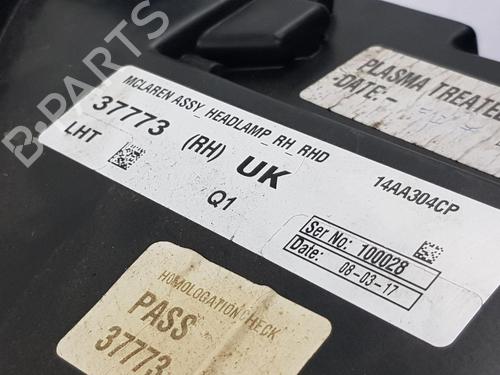 MCLAREN ASSY_HEADLAMP_RH_RHD
37773 (RH) UK
LHT
Q1
14AA304CP
Ser No.: 100028
Date: 08-03-17
PLASMA TREATED
-DATE:-
HOMOLOGATION CHECK
PASS
37773
B-PARTS